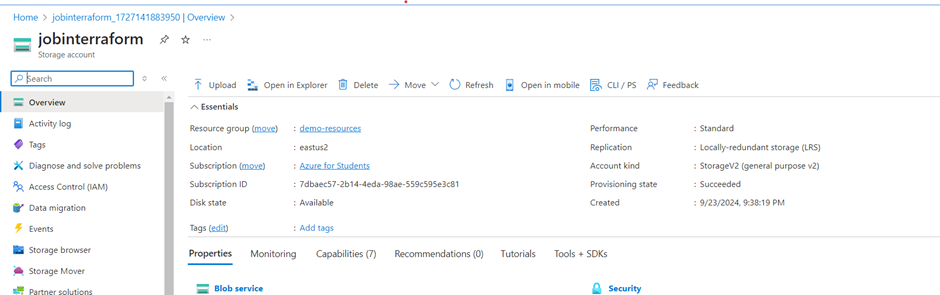 Home > jobinterraform_1727141883950 | Overview >
jobinterraform
Storage account
Search
Overview
Activity log
Tags
Diagnose and solve problems
Access Control (IAM)
Data migration
Events
Storage browser
Storage Mover
Partner solutions
Upload Open in Explorer Delete Move Refresh Open in mobile CLI / PS Feedback
Essentials
Resource group (move) : demo-resources
Location : eastus2
Subscription (move) : Azure for Students
Subscription ID : 7dbaec57-2b14-4eda-98ae-559c595e3c81
Disk state : Available
Tags (edit) : Add tags
Performance : Standard
Replication : Locally-redundant storage (LRS)
Account kind : StorageV2 (general purpose v2)
Provisioning state : Succeeded
Created : 9/23/2024, 9:38:19 PM
Properties Monitoring Capabilities (7) Recommendations (0) Tutorials Tools + SDKs
Blob service
Security